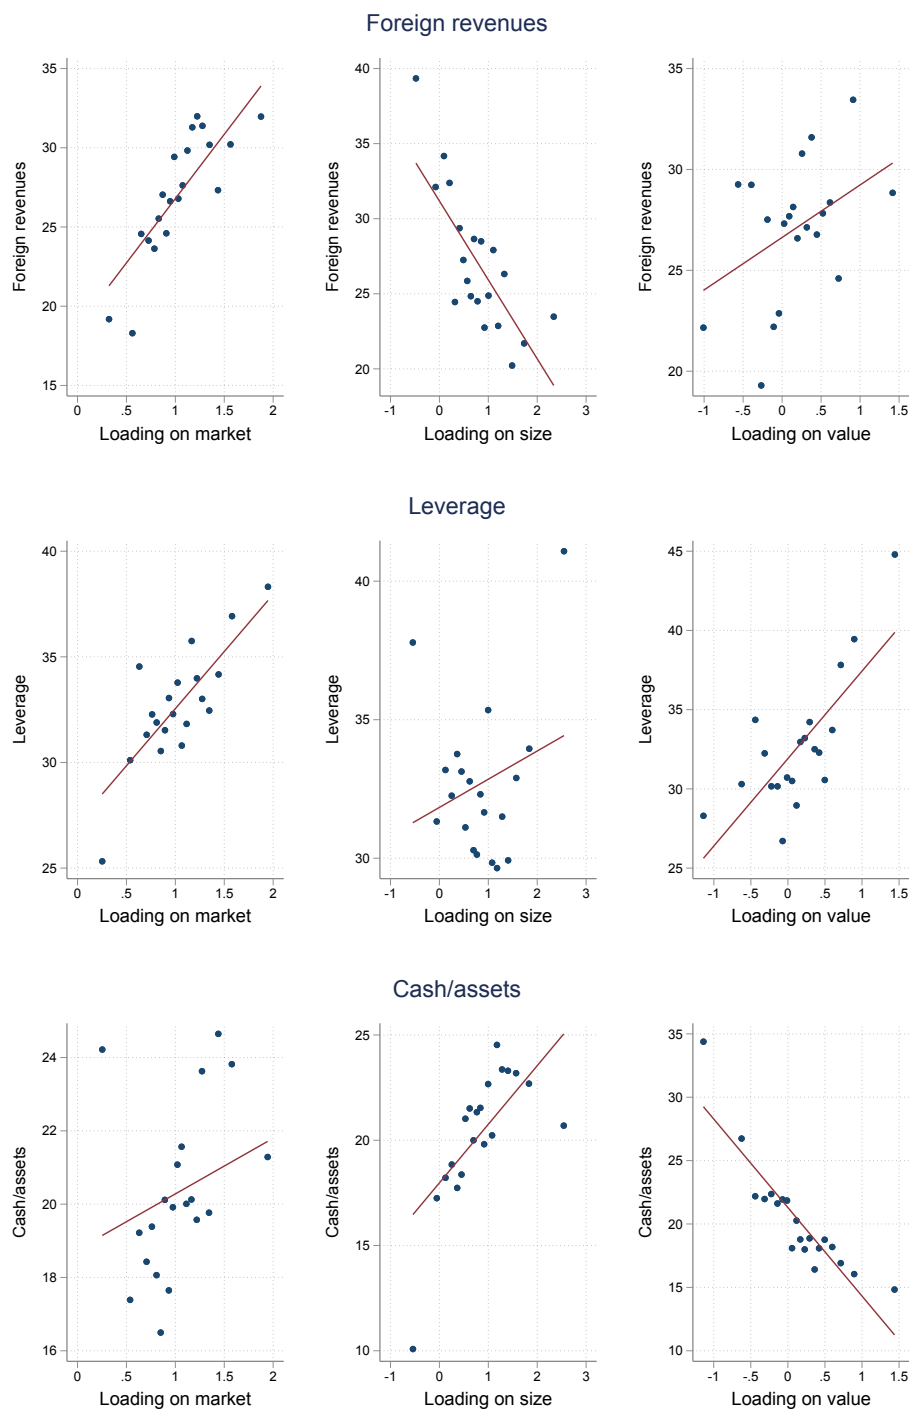 Foreign revenues
35
30
25
20
15
Foreign revenues
0 .5 1 1.5 2
Loading on market
40
35
30
25
20
Foreign revenues
-1 0 1 2 3
Loading on size
35
30
25
20
Foreign revenues
-1 -.5 0 .5 1 1.5
Loading on value
Leverage
40
35
30
25
Leverage
0 .5 1 1.5 2
Loading on market
40
35
30
Leverage
-1 0 1 2 3
Loading on size
45
40
35
30
25
Leverage
-1 -.5 0 .5 1 1.5
Loading on value
Cash/assets
24
22
20
18
16
Cash/assets
0 .5 1 1.5 2
Loading on market
25
20
15
10
Cash/assets
-1 0 1 2 3
Loading on size
35
30
25
20
15
10
Cash/assets
-1 -.5 0 .5 1 1.5
Loading on value